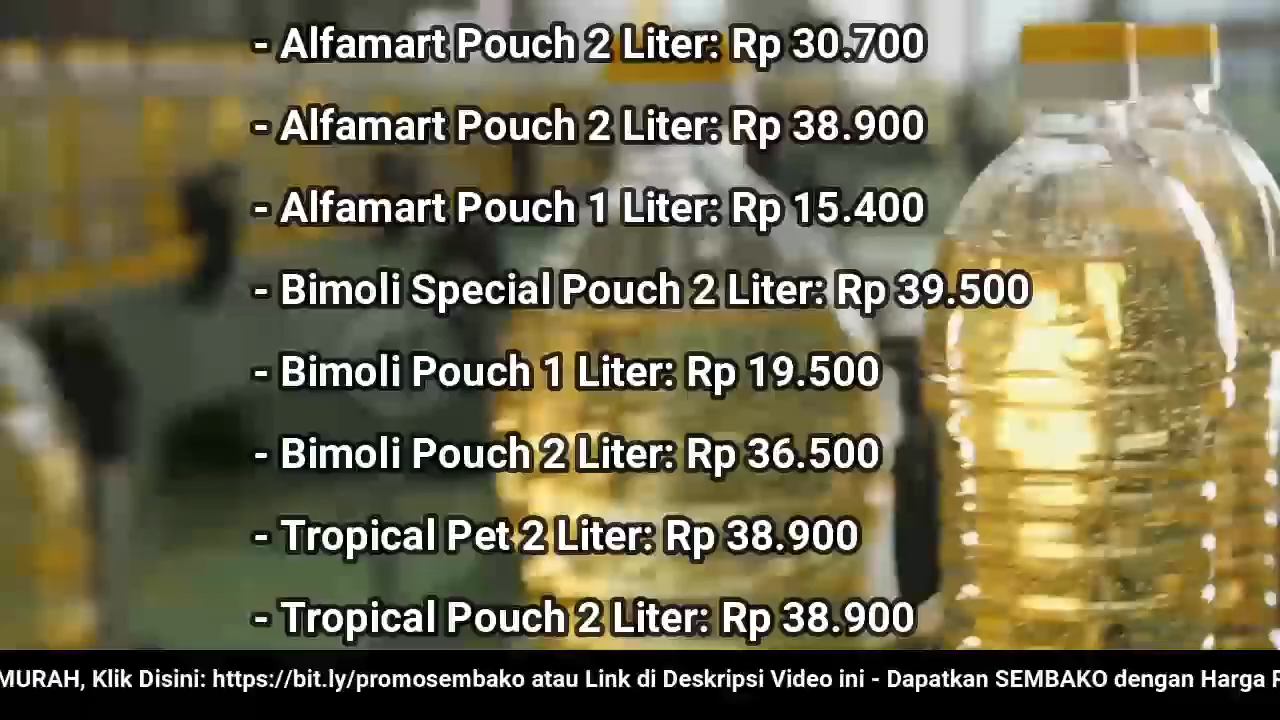 - Alfamart Pouch 2 Liter: Rp 30.700
- Alfamart Pouch 2 Liter: Rp 38.900
- Alfamart Pouch 1 Liter: Rp 15.400
- Bimoli Special Pouch 2 Liter: Rp 39.500
- Bimoli Pouch 1 Liter: Rp 19.500
- Bimoli Pouch 2 Liter: Rp 36.500
- Tropical Pet 2 Liter: Rp 38.900
- Tropical Pouch 2 Liter: Rp 38.900
MURAH, Klik Disini: https://bit.ly/promosembako atau Link di Deskripsi Video ini - Dapatkan SEMBAKO dengan Harga